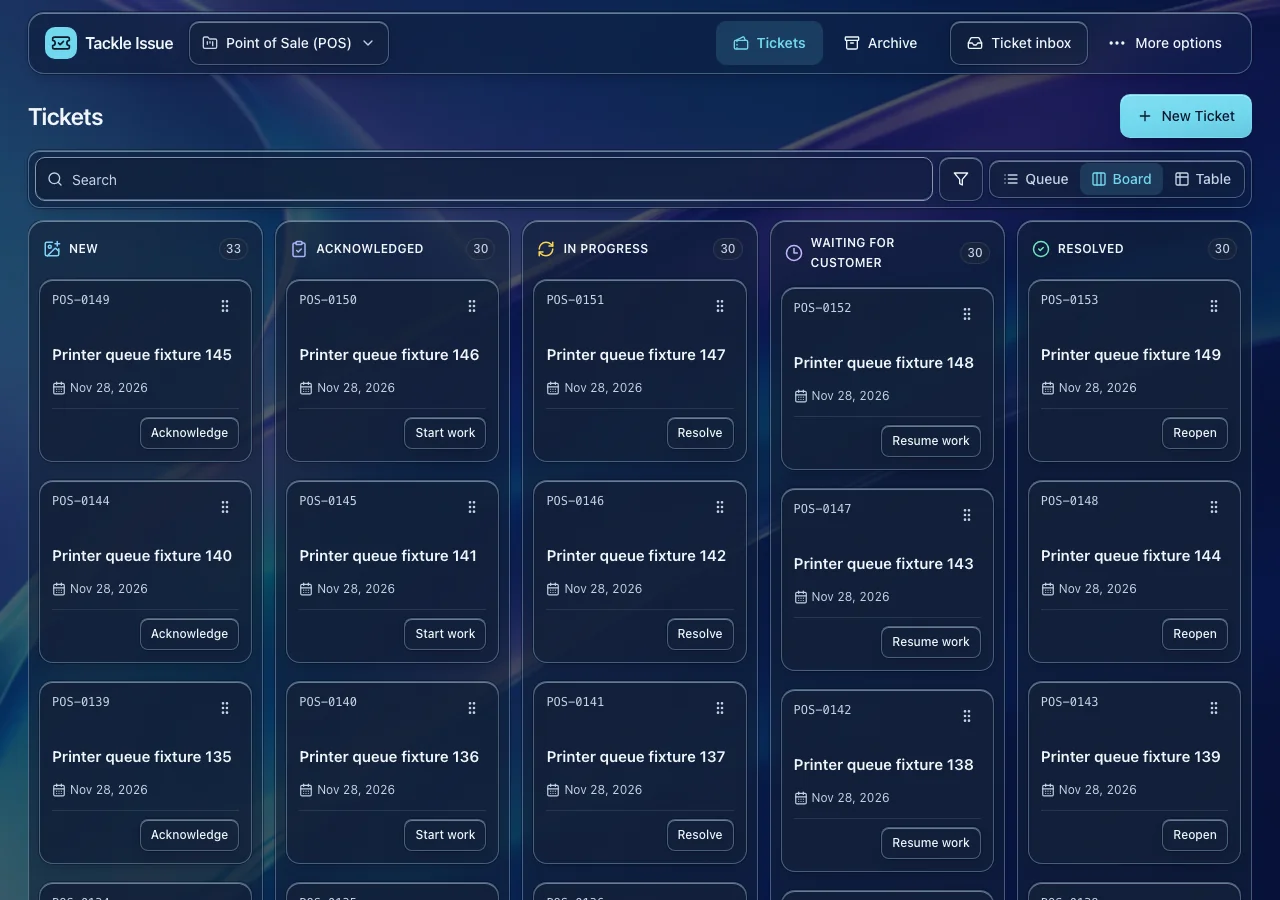 Tackle Issue
Point of Sale (POS)
Tickets
Archive
Ticket inbox
More options
Tickets
New Ticket
Search
Queue
Board
Table
NEW
33
POS-0149
Printer queue fixture 145
Nov 28, 2026
Acknowledge
POS-0144
Printer queue fixture 140
Nov 28, 2026
Acknowledge
POS-0139
Printer queue fixture 135
Nov 28, 2026
Acknowledge
ACKNOWLEDGED
30
POS-0150
Printer queue fixture 146
Nov 28, 2026
Start work
POS-0145
Printer queue fixture 141
Nov 28, 2026
Start work
POS-0140
Printer queue fixture 136
Nov 28, 2026
Start work
IN PROGRESS
30
POS-0151
Printer queue fixture 147
Nov 28, 2026
Resolve
POS-0146
Printer queue fixture 142
Nov 28, 2026
Resolve
POS-0141
Printer queue fixture 137
Nov 28, 2026
Resolve
WAITING FOR
CUSTOMER
30
POS-0152
Printer queue fixture 148
Nov 28, 2026
Resume work
POS-0147
Printer queue fixture 143
Nov 28, 2026
Resume work
POS-0142
Printer queue fixture 138
Nov 28, 2026
Resume work
RESOLVED
30
POS-0153
Printer queue fixture 149
Nov 28, 2026
Reopen
POS-0148
Printer queue fixture 144
Nov 28, 2026
Reopen
POS-0143
Printer queue fixture 139
Nov 28, 2026
Reopen